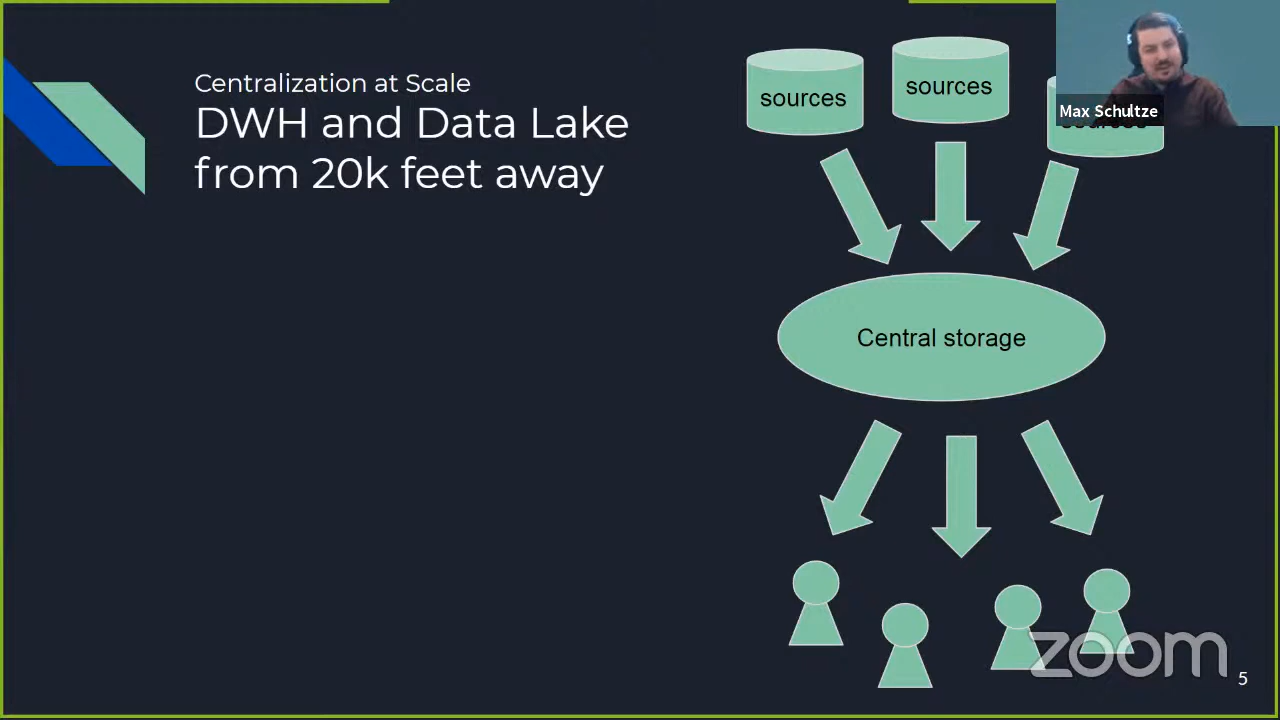 Centralization at Scale
DWH and Data Lake
from 20k feet away
sources
sources
sources
Max Schultze
Central storage
zoom
5